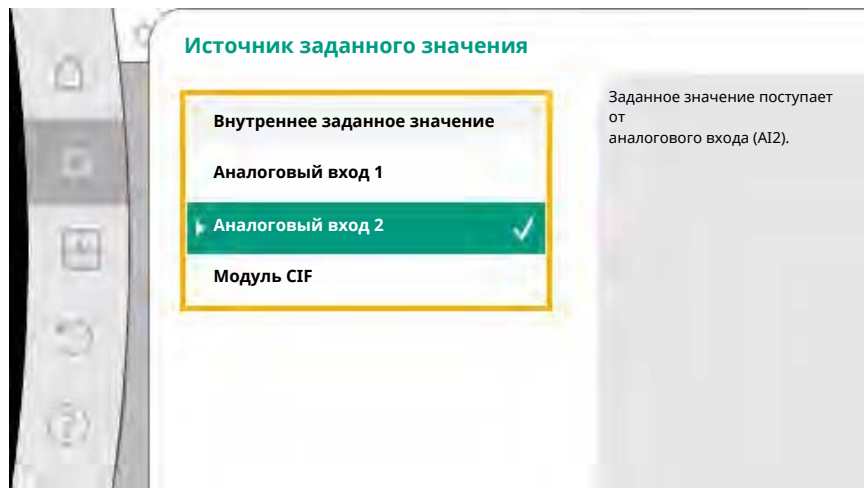 Источник заданного значения
Внутреннее заданное значение
Аналоговый вход 1
Аналоговый вход 2
Модуль CIF
Заданное значение поступает
от
аналогового входа (AI2).